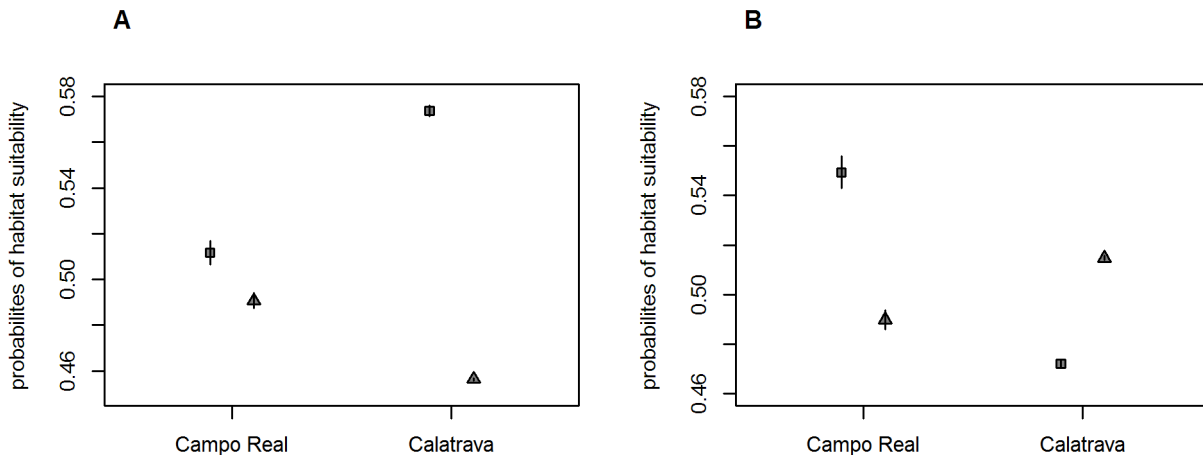 A
probabilites of habitat suitability
0.58
0.54
0.50
0.46
Campo Real
Calatrava
B
probabilites of habitat suitability
0.58
0.54
0.50
0.46
Campo Real
Calatrava